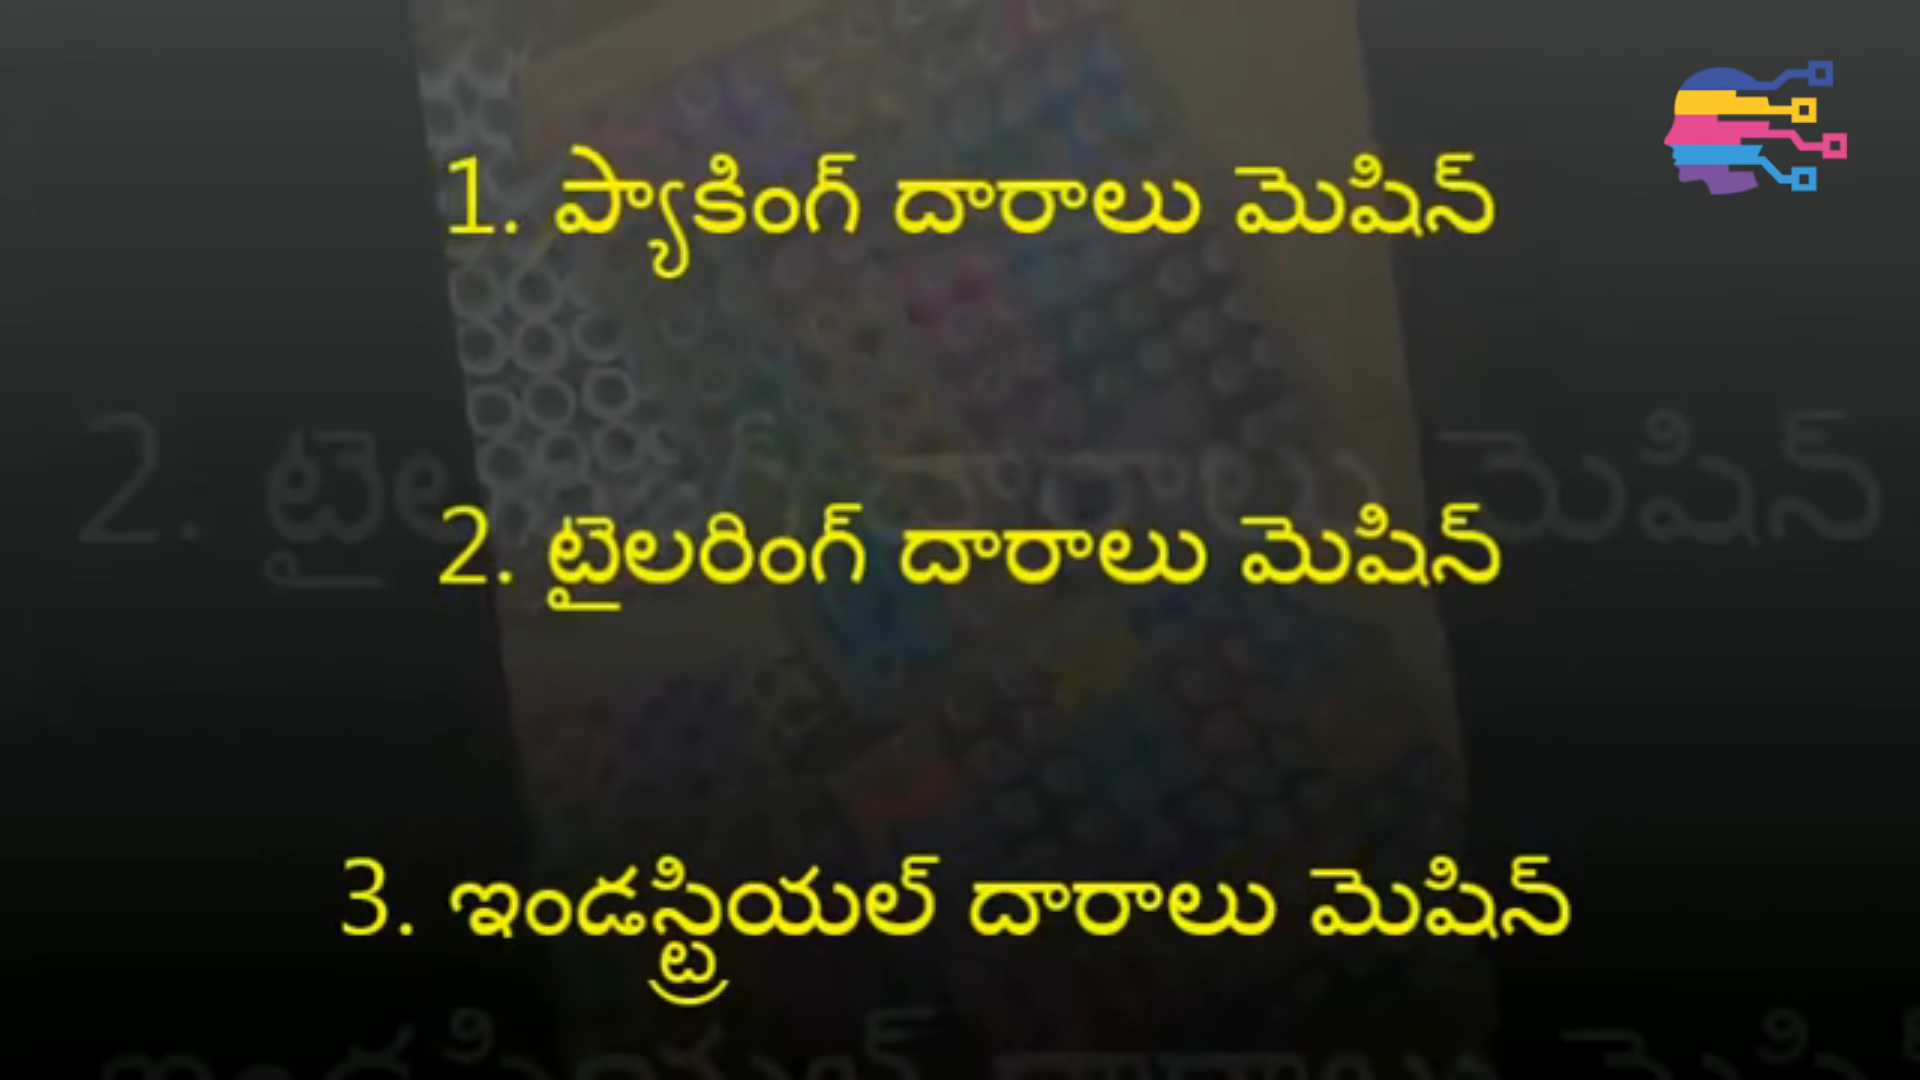 1. ప్యాకింగ్ దారాలు మెషిన్
2. టైలరింగ్ దారాలు మెషిన్
3. ఇండస్ట్రియల్ దారాలు మెషిన్